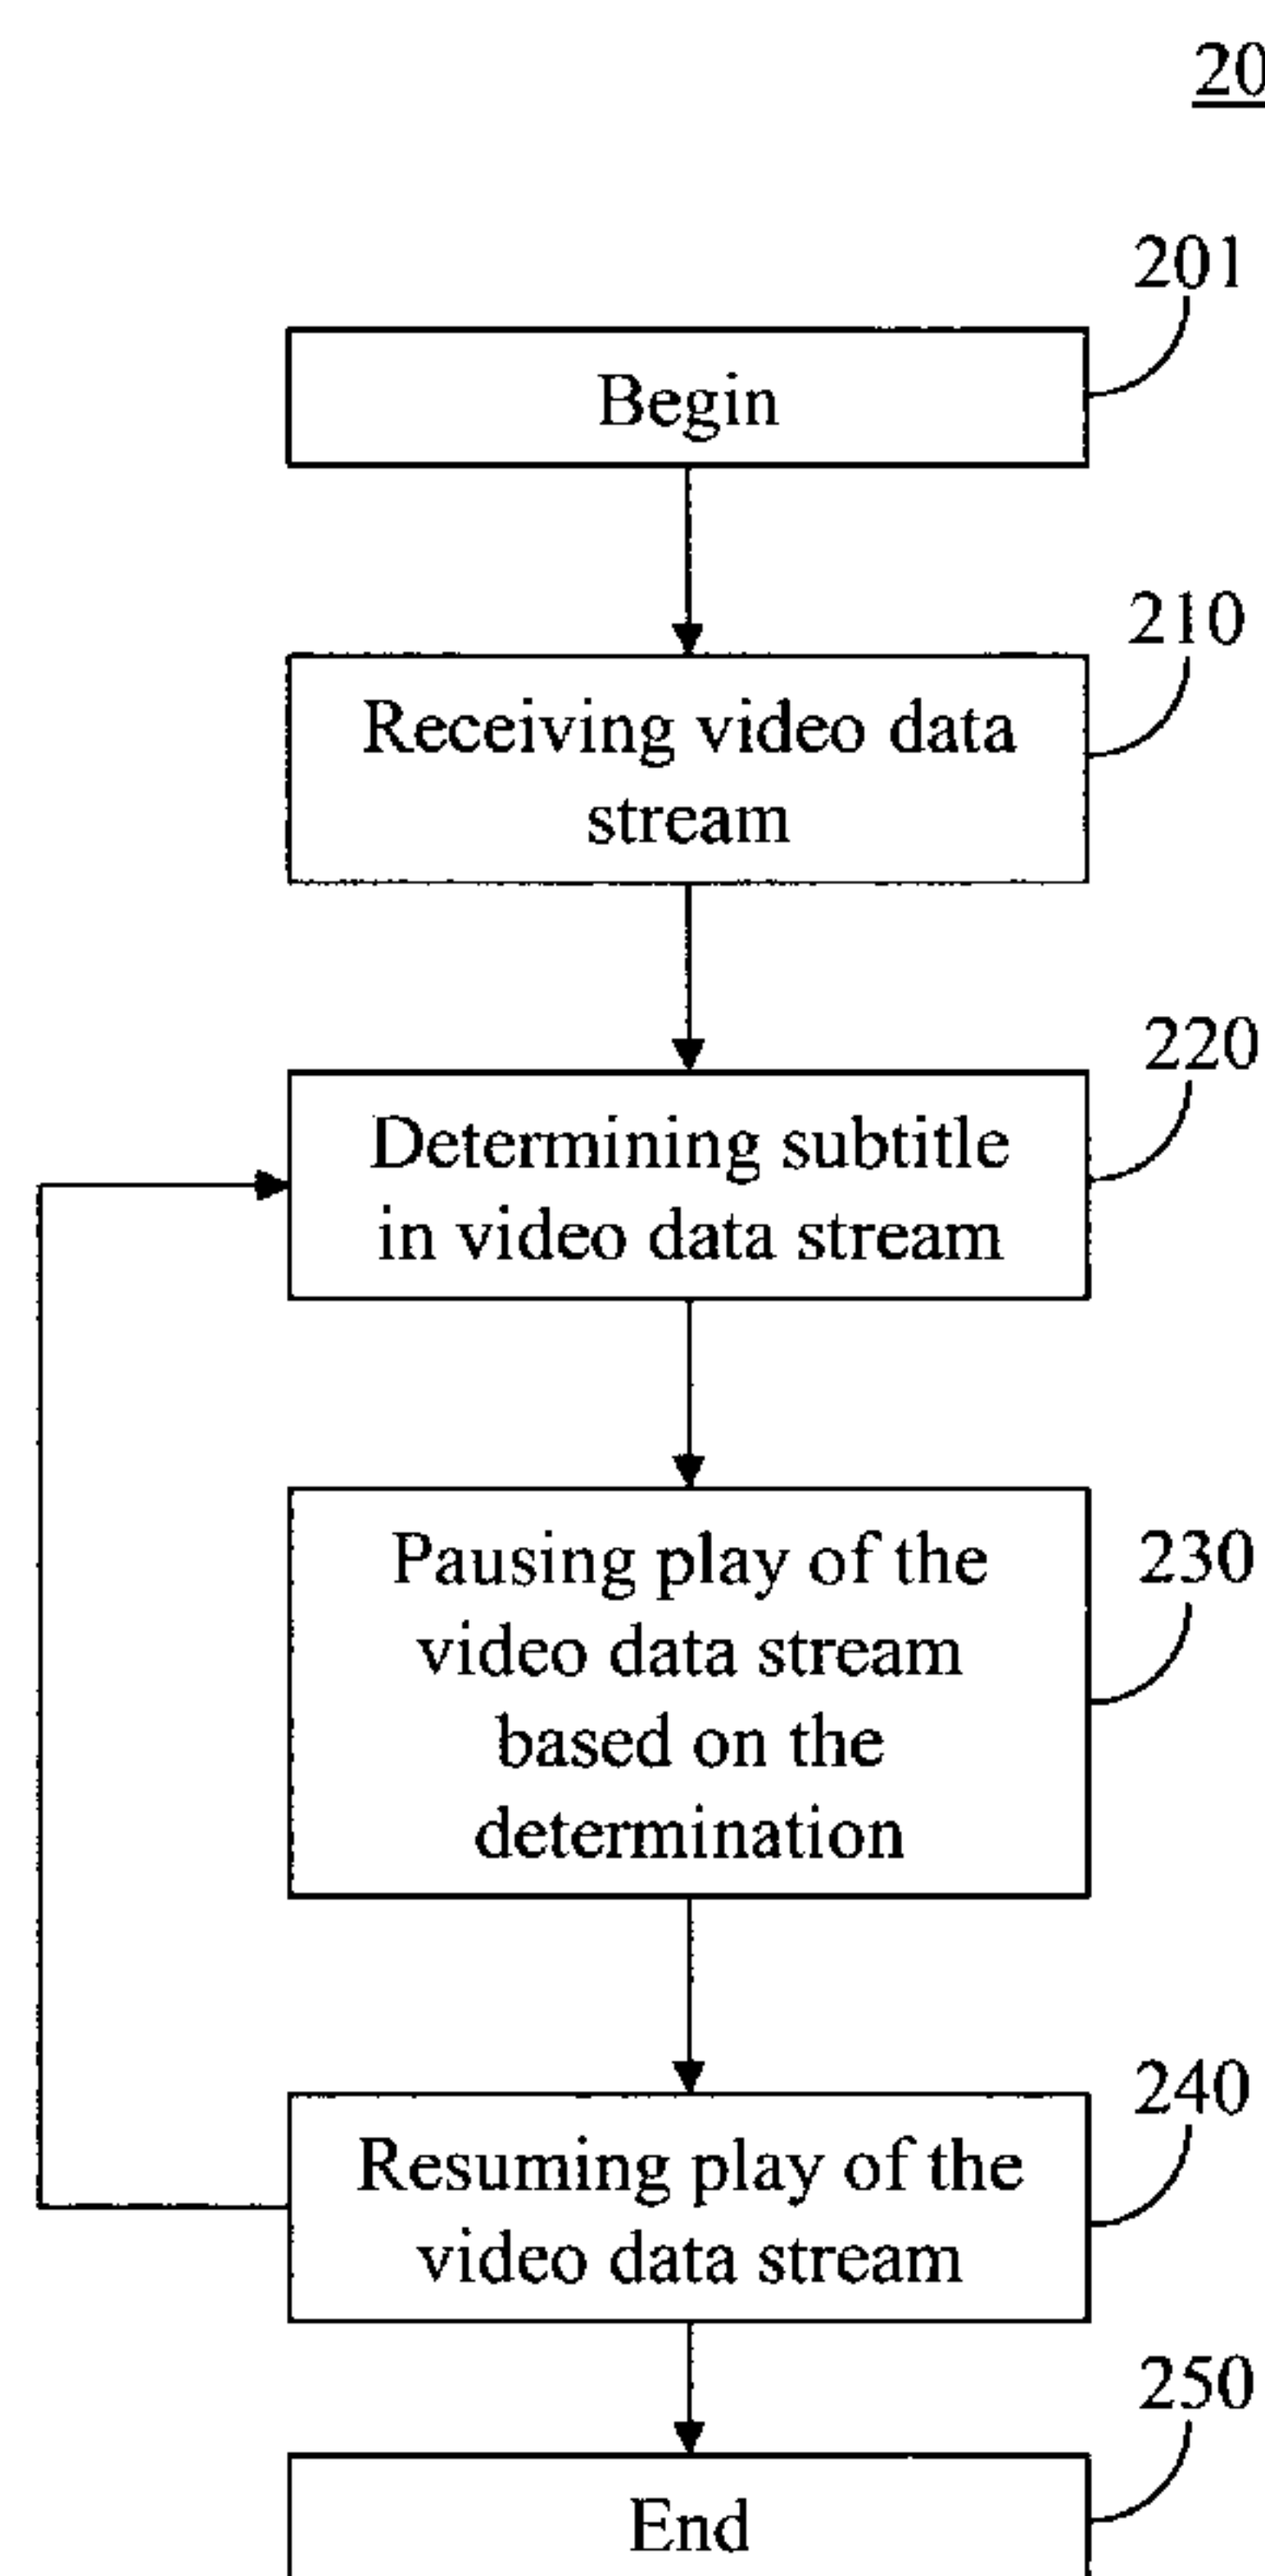 20
201
Begin
210
Receiving video data
stream
220
Determining subtitle
in video data stream
230
Pausing play of the
video data stream
based on the
determination
240
Resuming play of the
video data stream
250
End